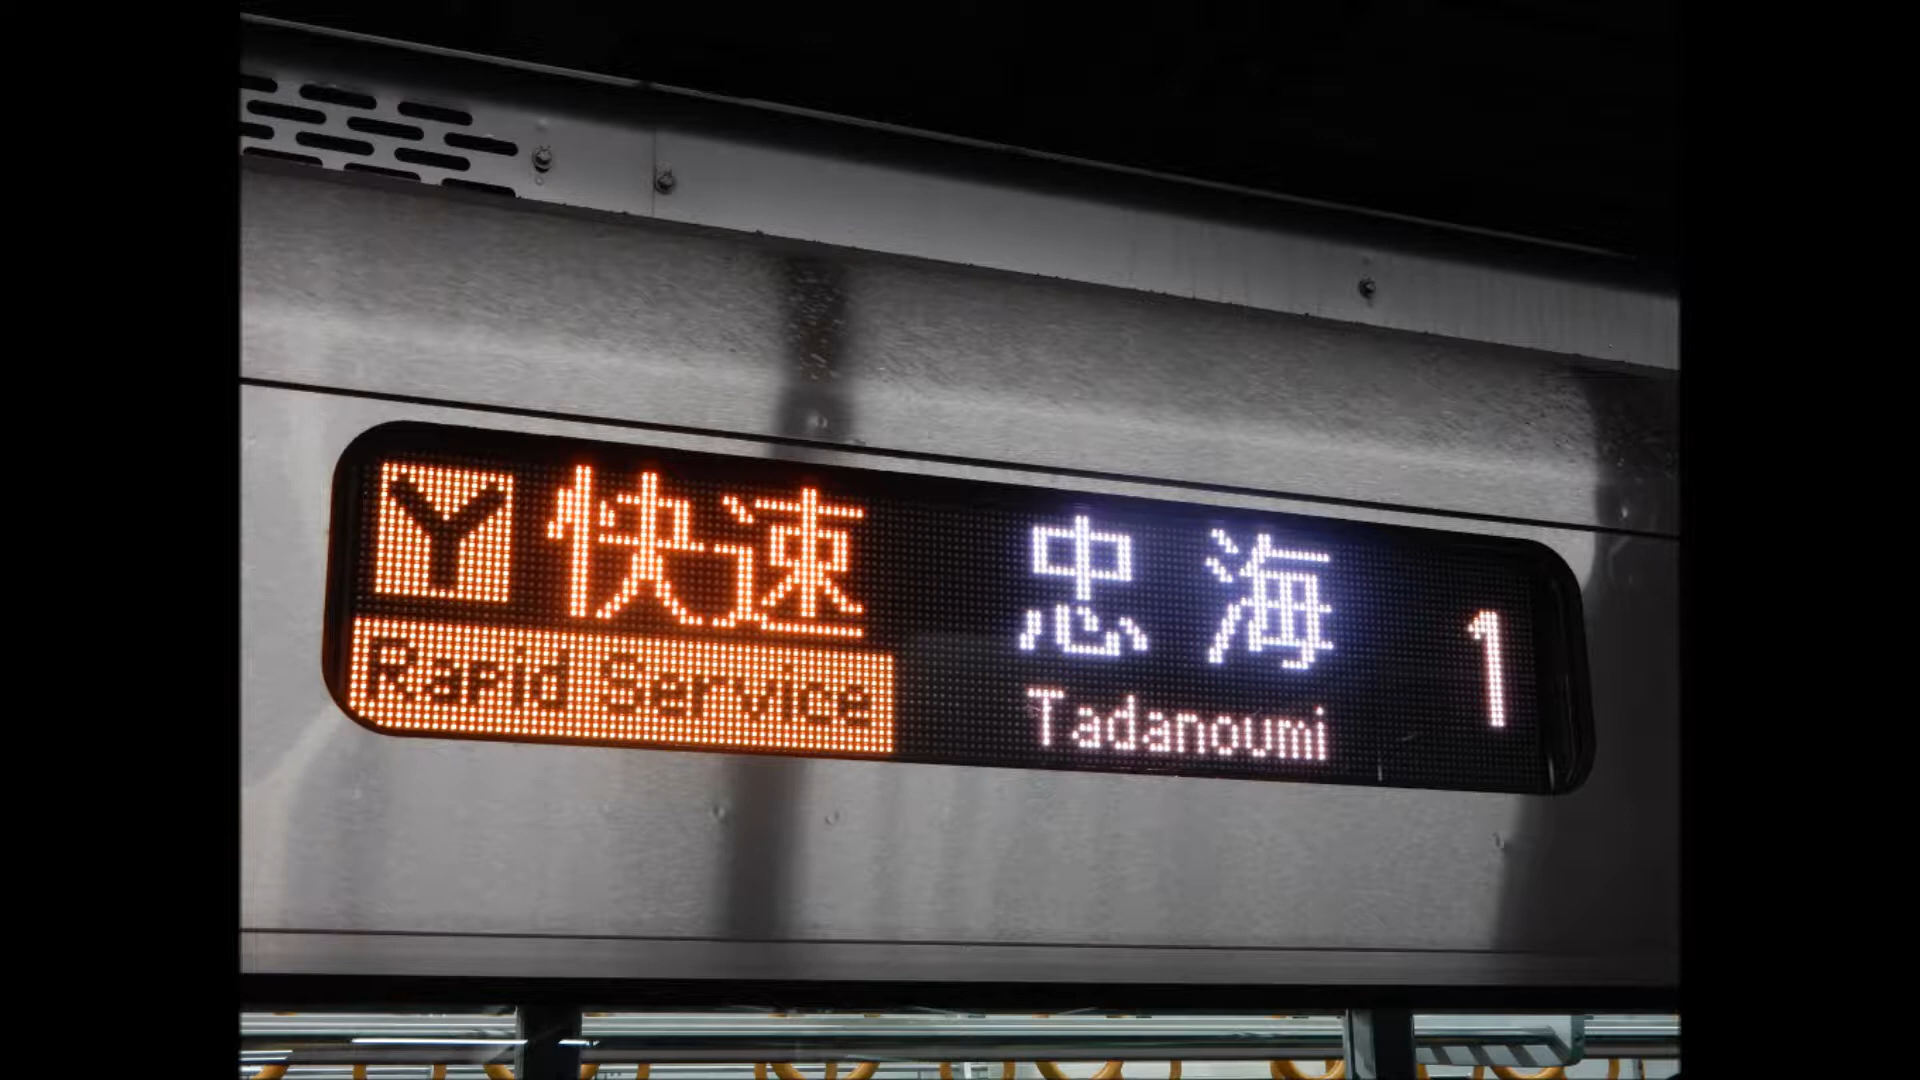 Y 快速 忠海 1
Rapid Service Tadanoumi